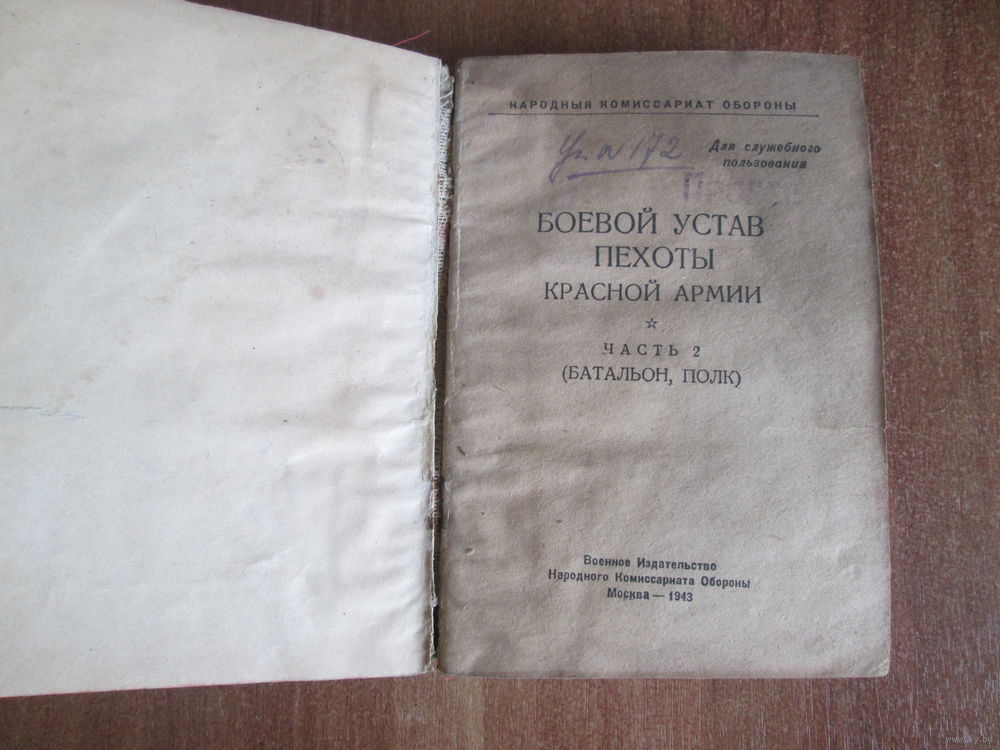 НАРОДНЫЙ КОМИССАРИАТ ОБОРОНЫ
172
Для служебного
пользования
БОЕВОЙ УСТАВ
ПЕХОТЫ
КРАСНОЙ АРМИИ
☆
ЧАСТЬ 2
(БАТАЛЬОН, ПОЛК)
Военное Издательство
Народного Комиссариата Обороны
Москва — 1943